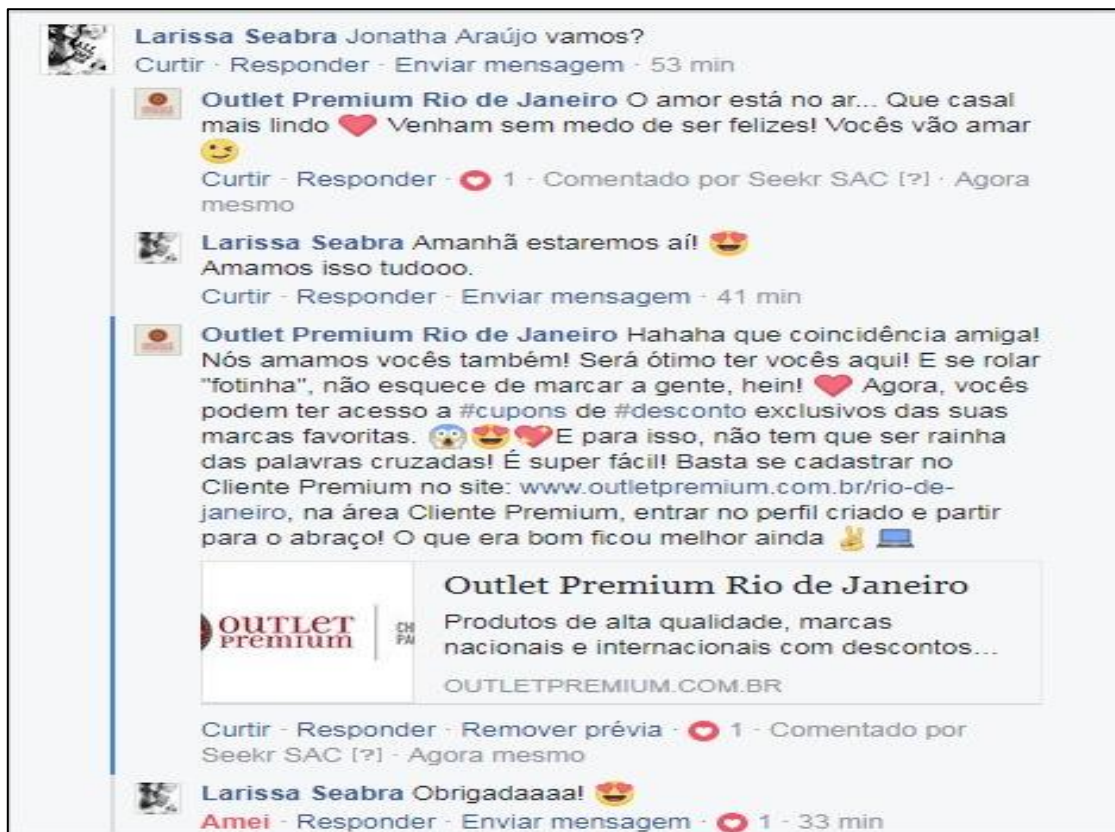 Larissa Seabra Jonatha Araújo vamos?
Curtir · Responder · Enviar mensagem · 53 min
Outlet Premium Rio de Janeiro O amor está no ar... Que casal
mais lindo ❤️ Venham sem medo de ser felizes! Vocês vão amar
😉
Curtir · Responder · 1 · Comentado por Seekr SAC [?] · Agora
mesmo
Larissa Seabra Amanhã estaremos aí! 😍
Amamos isso tudooo.
Curtir · Responder · Enviar mensagem · 41 min
Outlet Premium Rio de Janeiro Hahaha que coincidência amiga!
Nós amamos vocês também! Será ótimo ter vocês aqui! E se rolar
"fotinha", não esquece de marcar a gente, hein! ❤️ Agora, vocês
podem ter acesso a #cupons de #desconto exclusivos das suas
marcas favoritas. 😱😍💝E para isso, não tem que ser rainha
das palavras cruzadas! É super fácil! Basta se cadastrar no
Cliente Premium no site: www.outletpremium.com.br/rio-de-
janeiro, na área Cliente Premium, entrar no perfil criado e partir
para o abraço! O que era bom ficou melhor ainda ✌️ 💻
OUTLET
Premium
CH
PA
Outlet Premium Rio de Janeiro
Produtos de alta qualidade, marcas
nacionais e internacionais com descontos...
OUTLETPREMIUM.COM.BR
Curtir · Responder · Remover prévia · 1 · Comentado por
Seekr SAC [?] · Agora mesmo
Larissa Seabra Obrigadaaaa! 😍
Amei · Responder · Enviar mensagem · 1 · 33 min